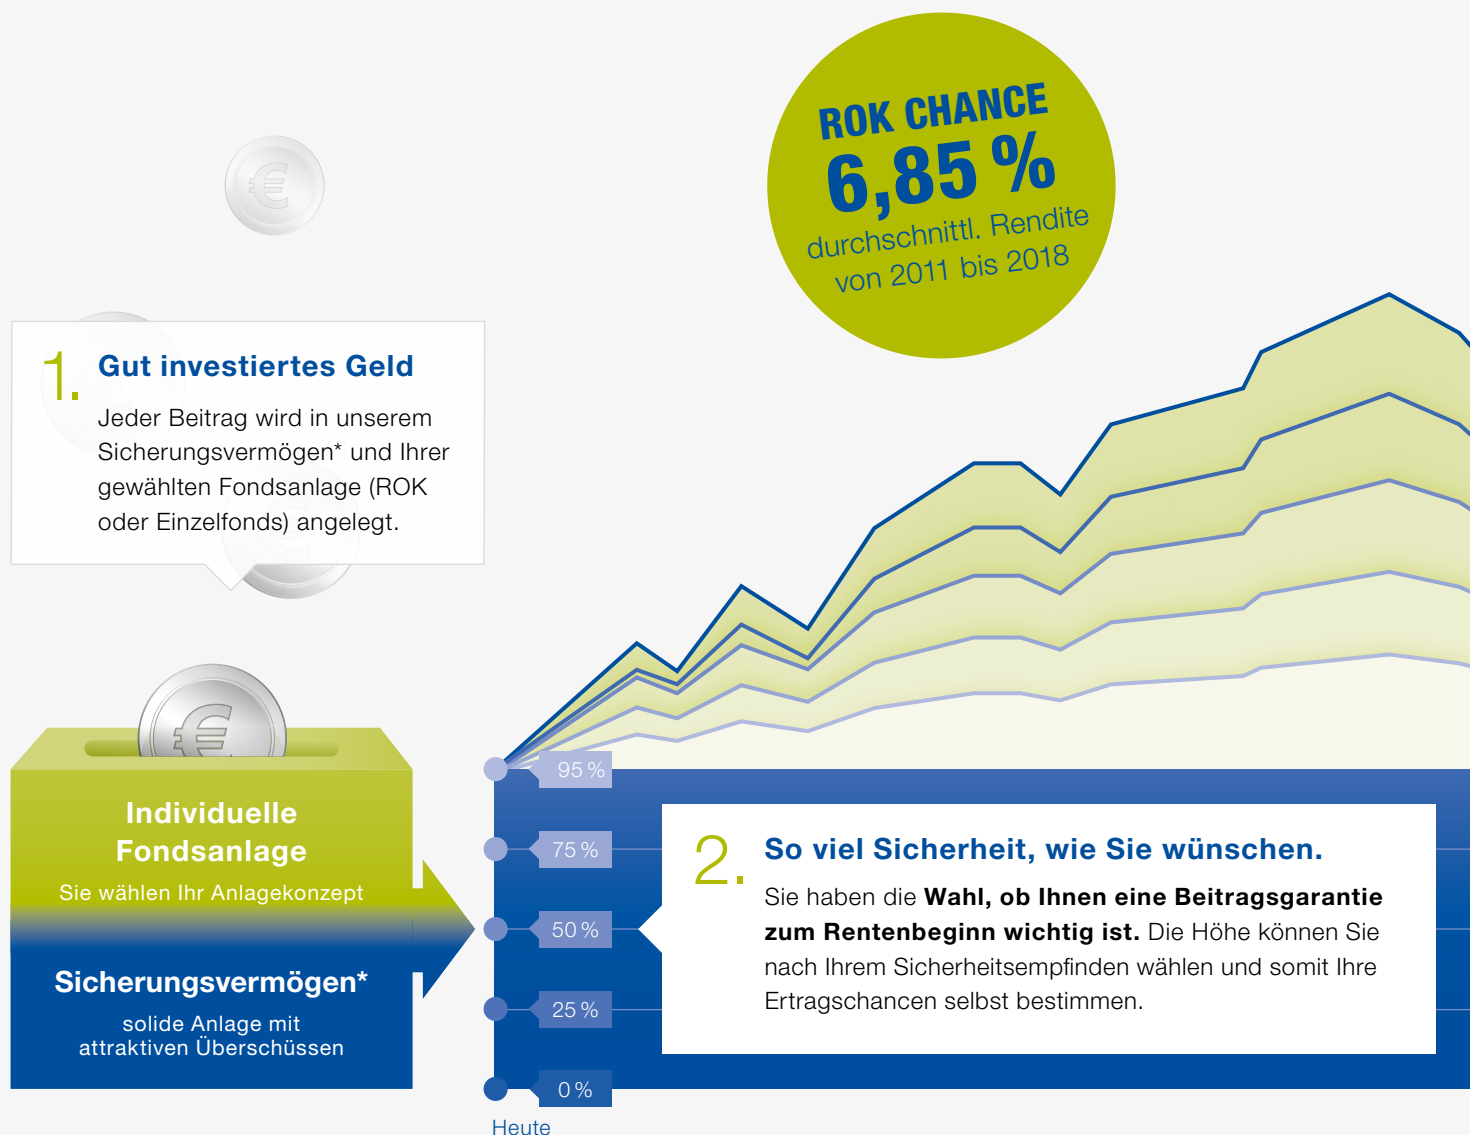 ROK CHANCE
6,85 %
durchschnittl. Rendite
von 2011 bis 2018
1. Gut investiertes Geld
Jeder Beitrag wird in unserem
Sicherungsvermögen* und Ihrer
gewählten Fondsanlage (ROK
oder Einzelfonds) angelegt.
€
€
Individuelle
Fondsanlage
Sie wählen Ihr Anlagekonzept
Sicherungsvermögen*
solide Anlage mit
attraktiven Überschüssen
95 %
75 %
50 %
25 %
0 %
Heute
2. So viel Sicherheit, wie Sie wünschen.
Sie haben die Wahl, ob Ihnen eine Beitragsgarantie
zum Rentenbeginn wichtig ist. Die Höhe können Sie
nach Ihrem Sicherheitsempfinden wählen und somit Ihre
Ertragschancen selbst bestimmen.